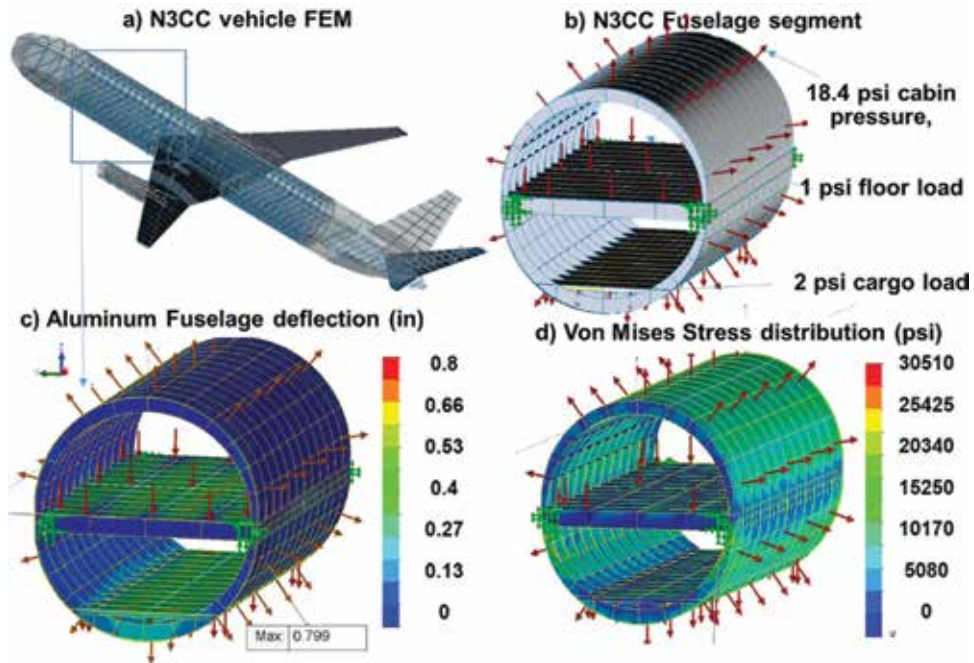 a) N3CC vehicle FEM
b) N3CC Fuselage segment
18.4 psi cabin
pressure,
1 psi floor load
2 psi cargo load
c) Aluminum Fuselage deflection (in)
0.8
0.66
0.53
0.4
0.27
0.13
0
Max: 0.799
d) Von Mises Stress distribution (psi)
30510
25425
20340
15250
10170
5080
0